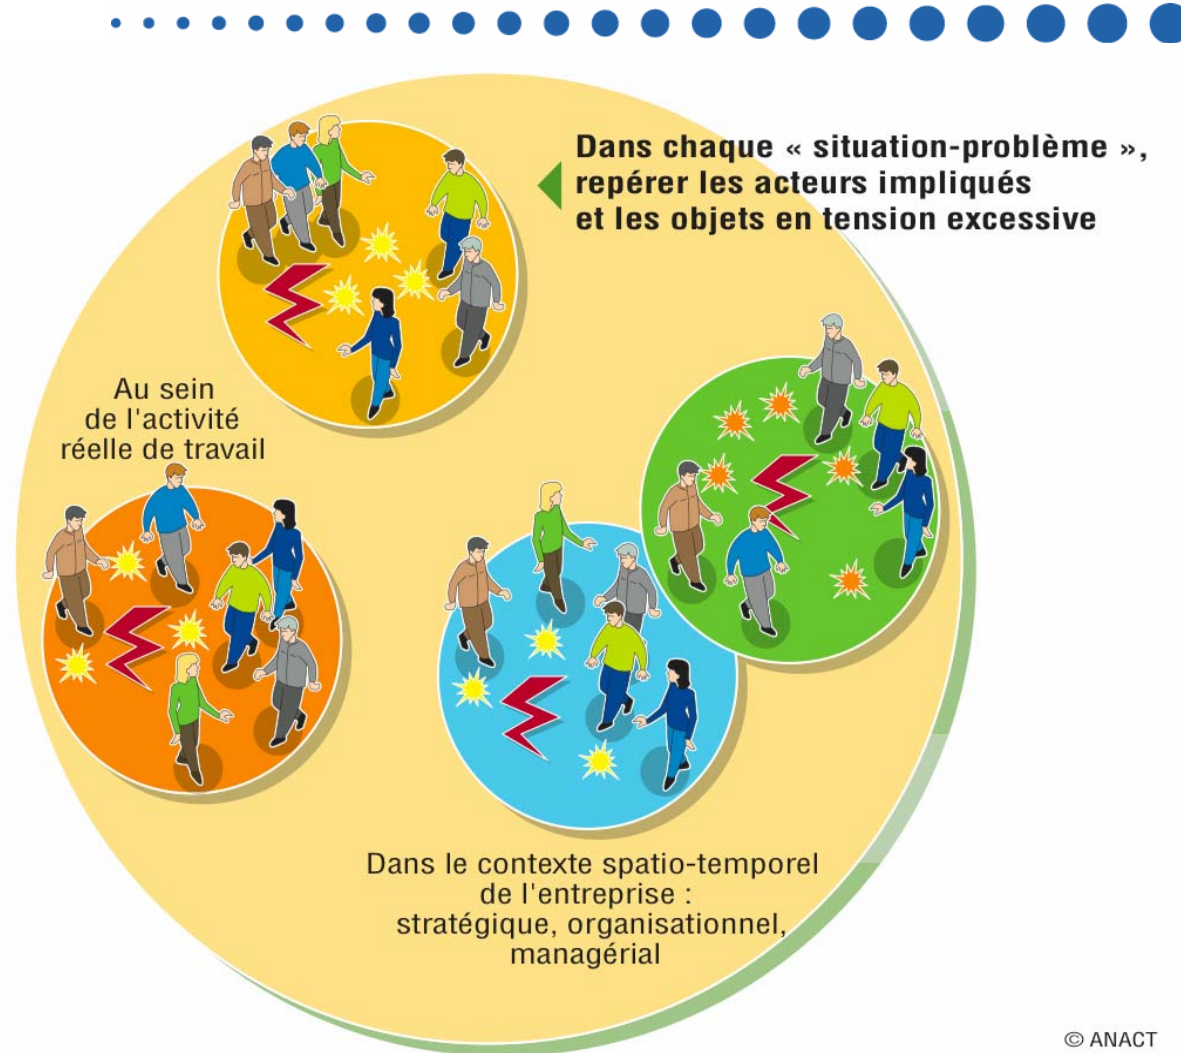 Dans chaque « situation-problème »,
repérer les acteurs impliqués
et les objets en tension excessive
Au sein
de l'activité
réelle de travail
Dans le contexte spatio-temporel
de l'entreprise :
stratégique, organisationnel,
managérial
© ANACT